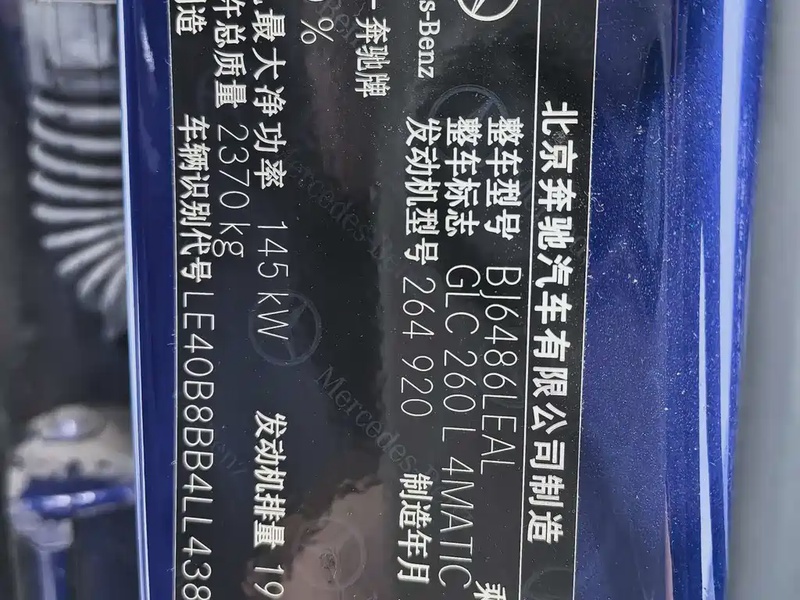 北京奔驰汽车有限公司制造
整车型号 BJ6486LEAL
整车标志 GLC 260 L 4MATIC 乘
发动机型号 264 920 制造年月
s-Benz
奔驰牌
%
最大净功率 145 kW 发动机排量 19
总质量 2370 kg
造 车辆识别代号 LE40B8BB4LL438